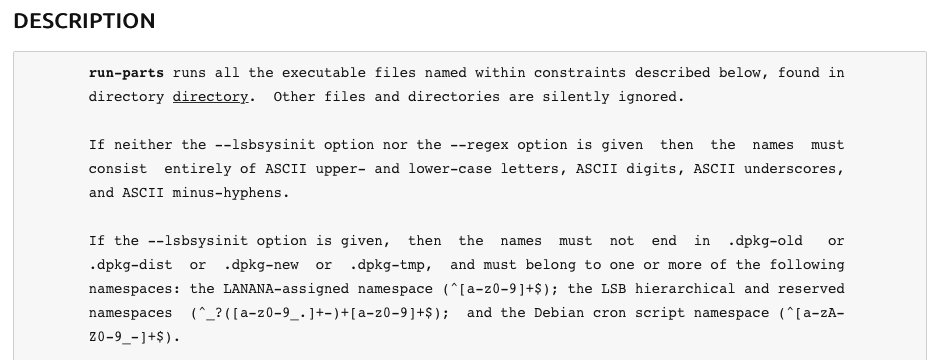 DESCRIPTION
run-parts runs all the executable files named within constraints described below, found in
directory directory.  Other files and directories are silently ignored.
If neither the --lsbsysinit option nor the --regex option is given  then  the  names  must
consist  entirely of ASCII upper- and lower-case letters, ASCII digits, ASCII underscores,
and ASCII minus-hyphens.
If the --lsbsysinit option is given,  then  the  names  must  not  end  in  .dpkg-old   or
.dpkg-dist  or  .dpkg-new  or  .dpkg-tmp,  and must belong to one or more of the following
namespaces: the LANANA-assigned namespace (^[a-z0-9]+$); the LSB hierarchical and reserved
namespaces  (^_?([a-z0-9_.]+-)+[a-z0-9]+$);  and the Debian cron script namespace (^[a-zA-
Z0-9_-]+$).